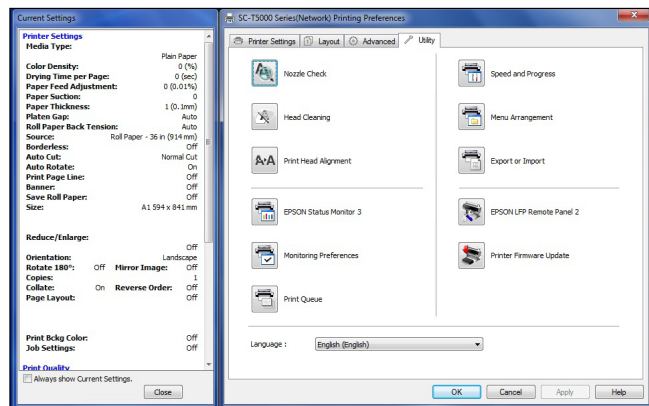 Current Settings
Printer Settings
Media Type:
Plain Paper
Color Density: 0 (%)
Drying Time per Page: 0 (sec)
Paper Feed Adjustment: 0 (0.01%)
Paper Suction: 0
Paper Thickness: 1 (0.1mm)
Platen Gap: Auto
Roll Paper Back Tension: Auto
Source: Roll Paper - 36 in (914 mm)
Borderless: Off
Auto Cut: Normal Cut
Auto Rotate: On
Print Page Line: Off
Banner: Off
Save Roll Paper: Off
Size: A1 594 x 841 mm
Reduce/Enlarge:
Off
Orientation: Landscape
Rotate 180°: Off Mirror Image: Off
Copies: 1
Collate: On Reverse Order: Off
Page Layout: Off
Print Bckg Color: Off
Job Settings: Off
Print Quality
Always show Current Settings.
Close
SC-T5000 Series(Network) Printing Preferences
Printer Settings Layout Advanced Utility
Nozzle Check Speed and Progress
Head Cleaning Menu Arrangement
A·A Print Head Alignment Export or Import
EPSON Status Monitor 3 EPSON LFP Remote Panel 2
Monitoring Preferences Printer Firmware Update
Print Queue
Language : English (English)
OK Cancel Apply Help